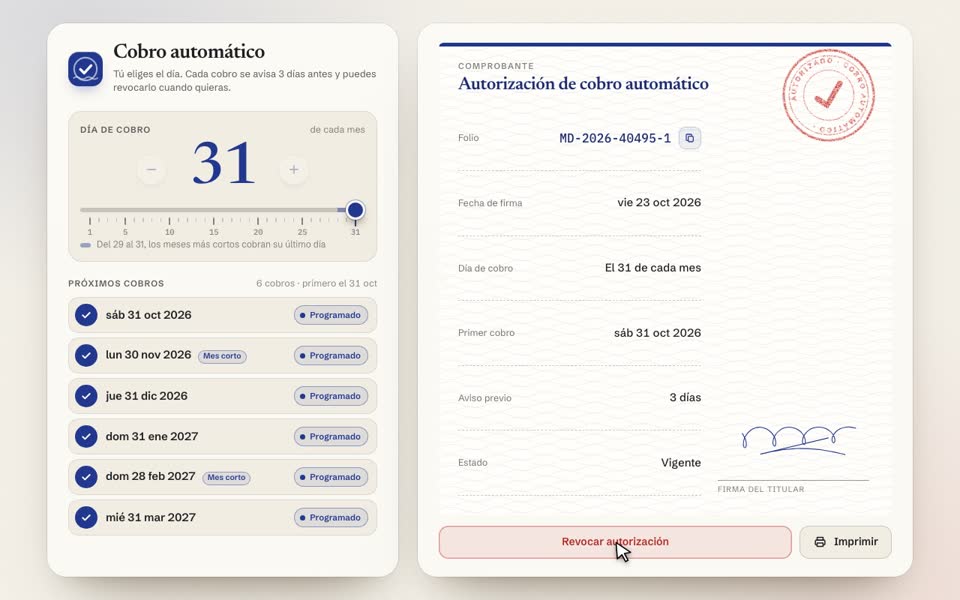 Cobro automático
Tú eliges el día. Cada cobro se avisa 3 días antes y puedes
revocarlo cuando quieras.
DÍA DE COBRO
de cada mes
− 31 +
1 5 10 15 20 25 31
Del 29 al 31, los meses más cortos cobran su último día
PRÓXIMOS COBROS
6 cobros · primero el 31 oct
sáb 31 oct 2026 Programado
lun 30 nov 2026 Mes corto Programado
jue 31 dic 2026 Programado
dom 31 ene 2027 Programado
dom 28 feb 2027 Mes corto Programado
mié 31 mar 2027 Programado
COMPROBANTE
Autorización de cobro automático
AUTORIZADO · COBRO AUTOMÁTICO ·
Folio MD-2026-40495-1
Fecha de firma vie 23 oct 2026
Día de cobro El 31 de cada mes
Primer cobro sáb 31 oct 2026
Aviso previo 3 días
Estado Vigente
FIRMA DEL TITULAR
Revocar autorización
Imprimir